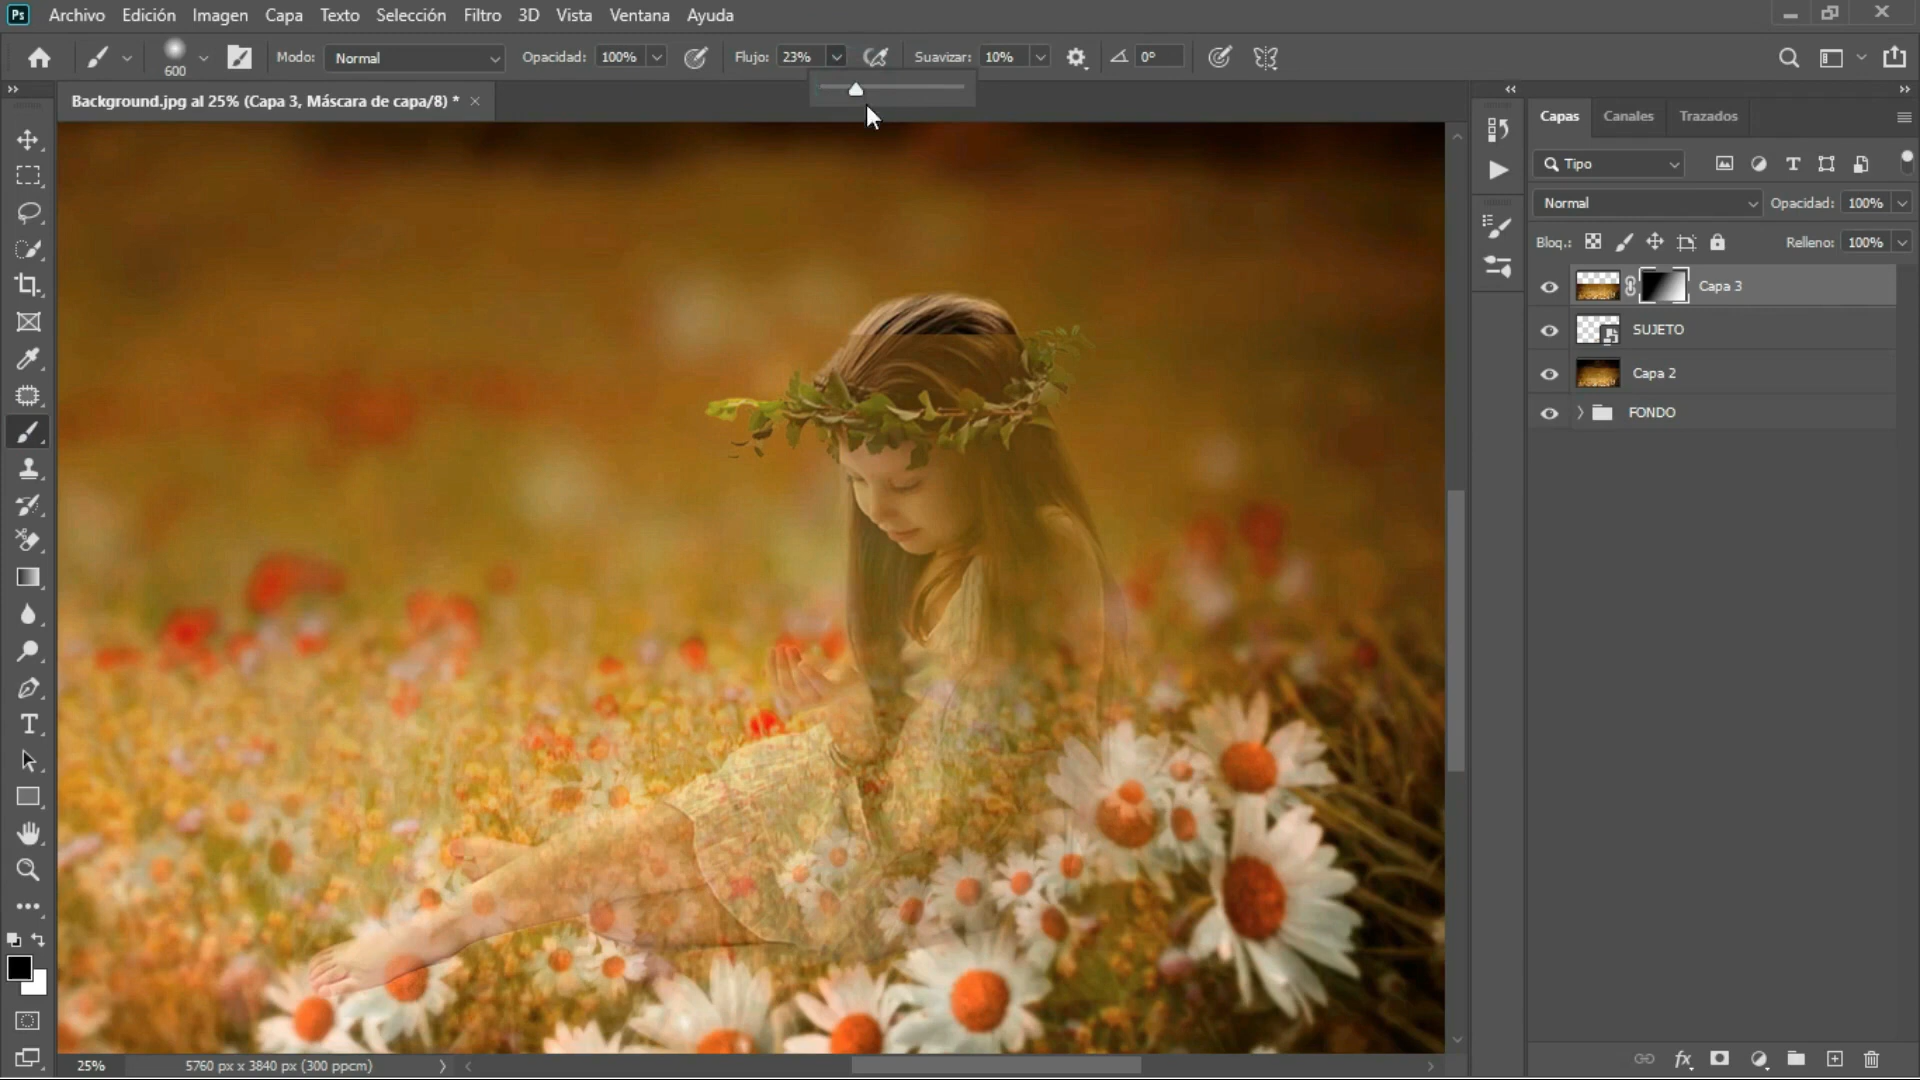 Ps Archivo Edición Imagen Capa Texto Selección Filtro 3D Vista Ventana Ayuda
600 Modo: Normal Opacidad: 100% Flujo: 23% Suavizar: 10% 0°
Background.jpg al 25% (Capa 3, Máscara de capa/8) *
Capas Canales Trazados
Tipo
Normal Opacidad: 100%
Bloq.: Relleno: 100%
Capa 3
SUJETO
Capa 2
FONDO
25% 5760 px x 3840 px (300 ppcm)
fx